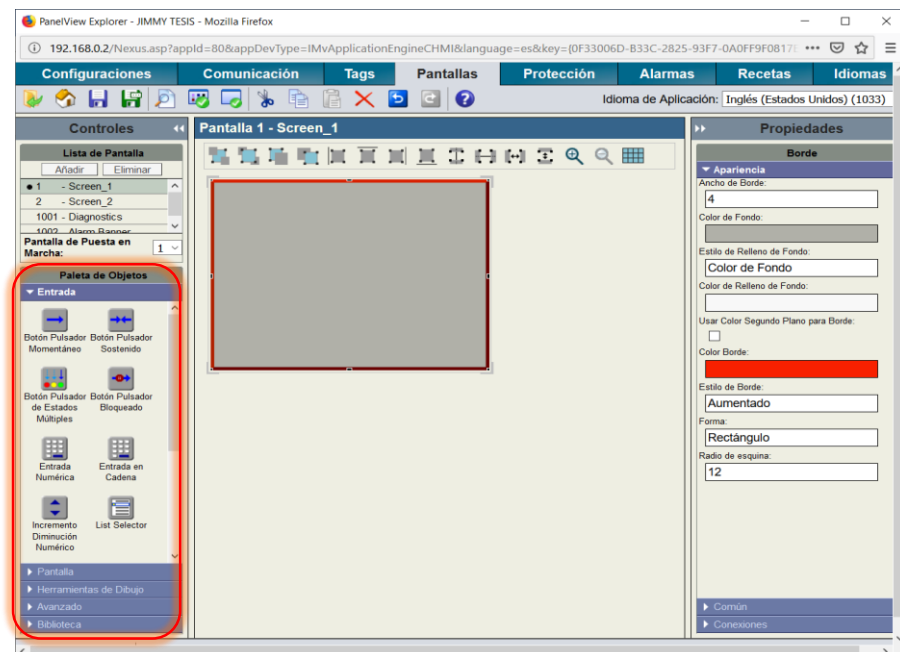 PanelView Explorer - JIMMY TESIS - Mozilla Firefox
192.168.0.2/Nexus.asp?appId=80&appDevType=IMvApplicationEngineCHMI&language=es&key={0F33006D-B33C-2825-93F7-0A0FF9F0817
Configuraciones Comunicación Tags Pantallas Protección Alarmas Recetas Idiomas
Idioma de Aplicación: Inglés (Estados Unidos) (1033)
Controles
Pantalla 1 - Screen_1
Propiedades
Lista de Pantalla
Añadir Eliminar
1 - Screen_1
2 - Screen_2
1001 - Diagnostics
1002 Alarm Banner
Pantalla de Puesta en
Marcha:
1
Paleta de Objetos
Entrada
Botón Pulsador Botón Pulsador
Momentáneo Sostenido
Botón Pulsador Botón Pulsador
de Estados Bloqueado
Múltiples
Entrada Entrada en
Numérica Cadena
Incremento List Selector
Diminución
Numérico
Pantalla
Herramientas de Dibujo
Avanzado
Biblioteca
Borde
Apariencia
Ancho de Borde:
4
Color de Fondo:
Estilo de Relleno de Fondo:
Color de Fondo
Color de Relleno de Fondo:
Usar Color Segundo Plano para Borde:
Color Borde:
Estilo de Borde:
Aumentado
Forma:
Rectángulo
Radio de esquina:
12
Común
Conexiones